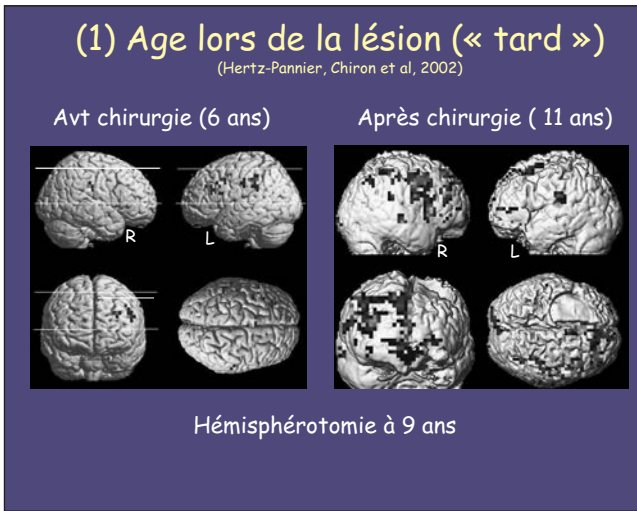 (1) Age lors de la lésion (« tard »)
(Hertz-Pannier, Chiron et al, 2002)
Avt chirurgie (6 ans)
Après chirurgie ( 11 ans)
R
L
R
L
Hémisphérotomie à 9 ans